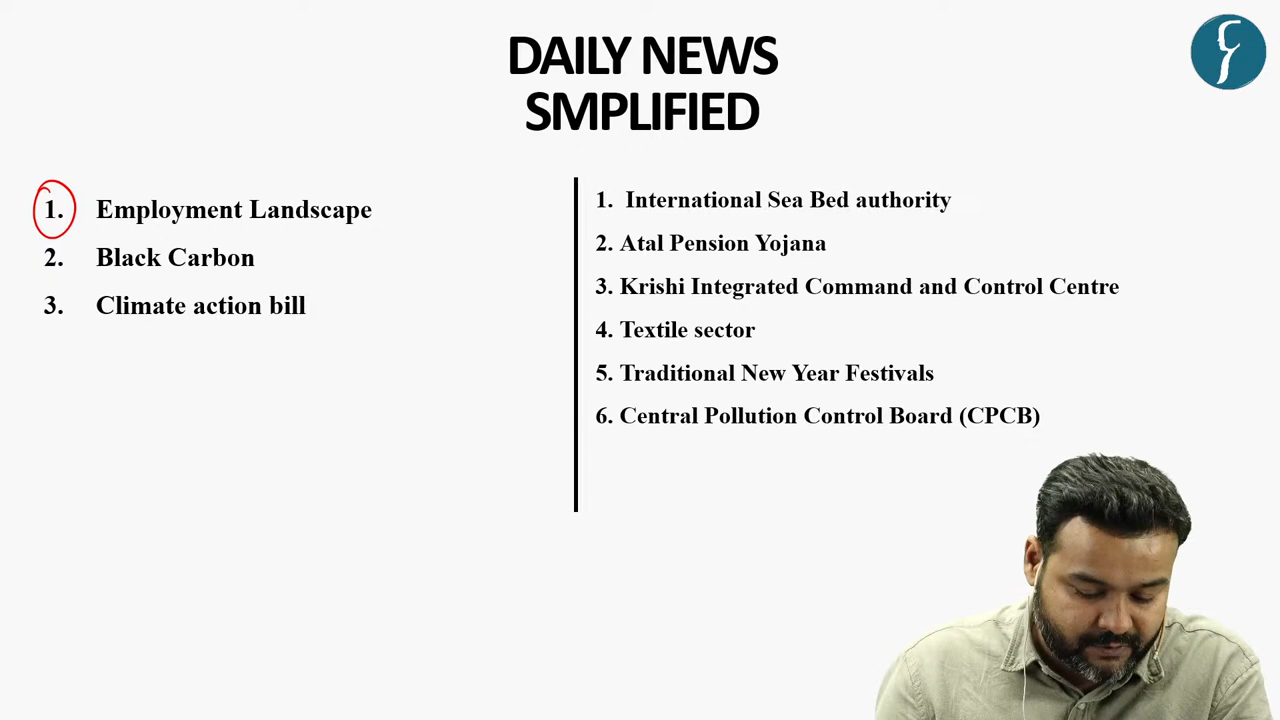 DAILY NEWS
SMPLIFIED
1. Employment Landscape
2. Black Carbon
3. Climate action bill
1. International Sea Bed authority
2. Atal Pension Yojana
3. Krishi Integrated Command and Control Centre
4. Textile sector
5. Traditional New Year Festivals
6. Central Pollution Control Board (CPCB)